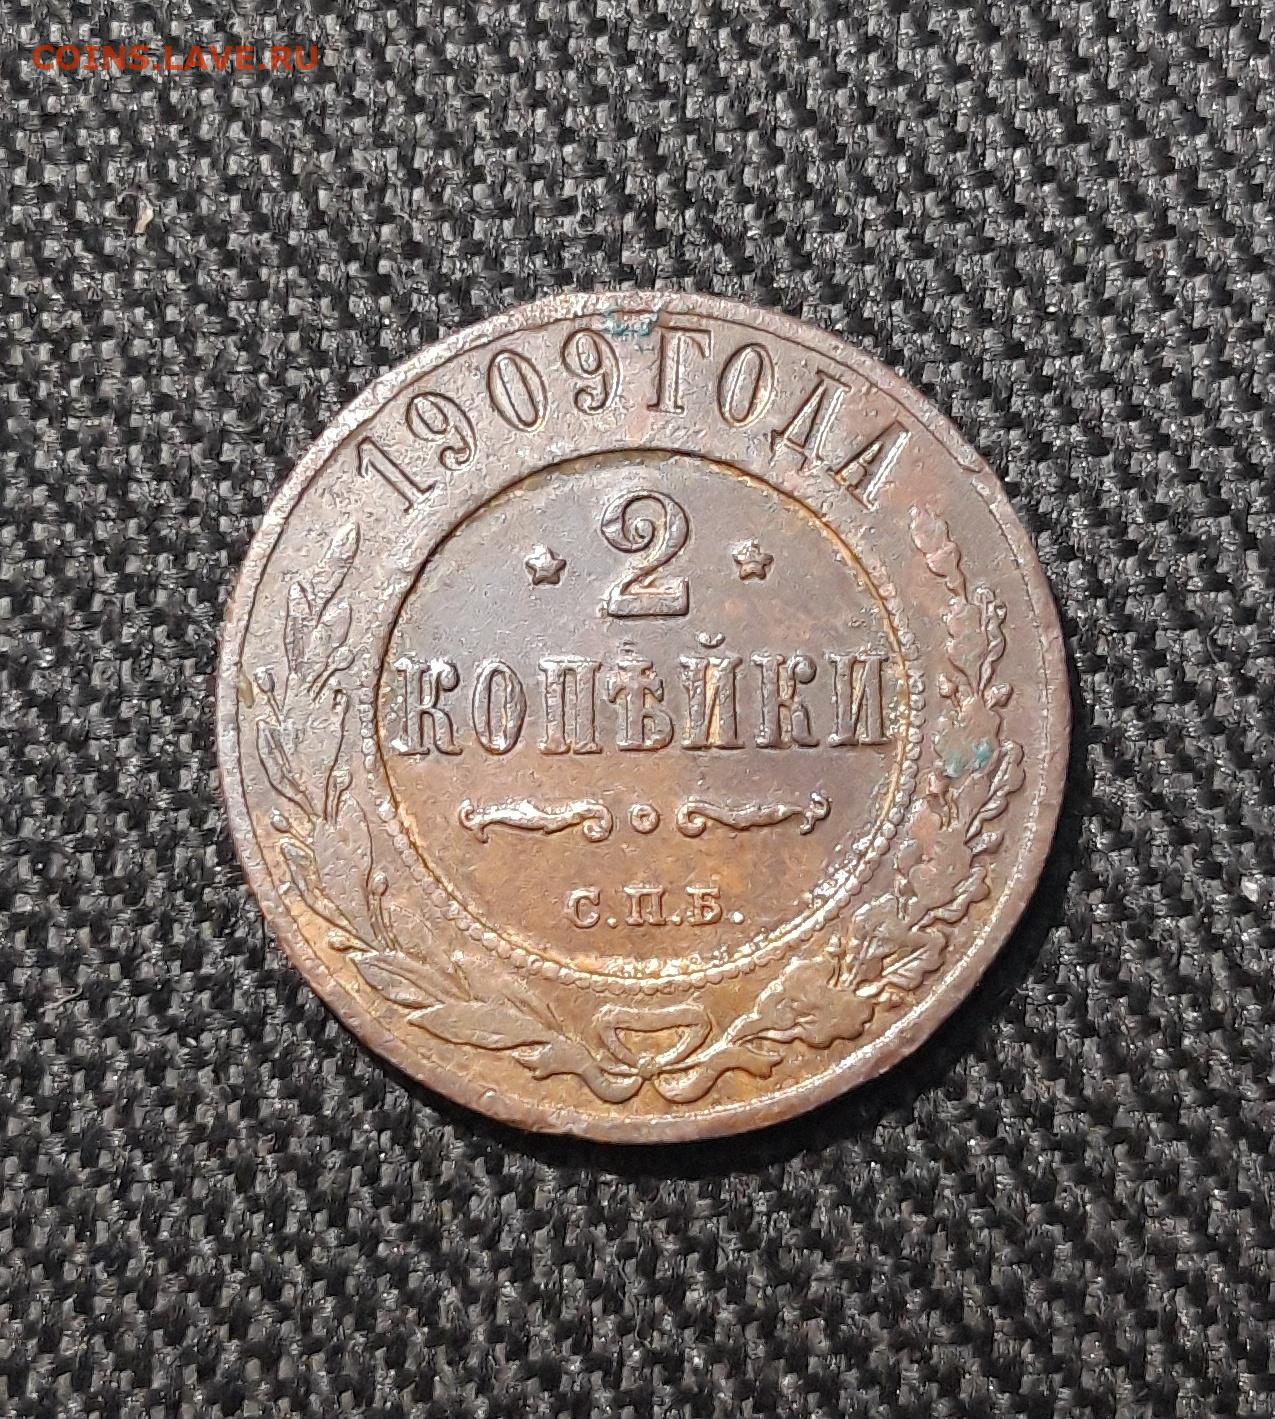 COINS.LAVE.RU
1909 ГОДА
2
КОПѢЙКИ
С.П.Б.